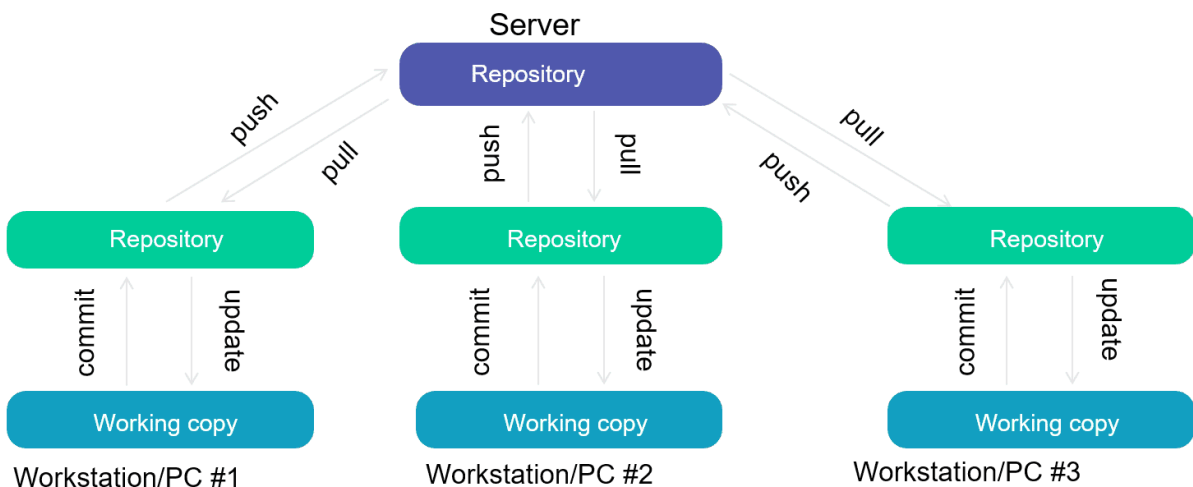 Server
Repository
push
pull
push
pull
push
pull
Repository
Repository
Repository
commit
update
commit
update
commit
update
Working copy
Working copy
Working copy
Workstation/PC #1
Workstation/PC #2
Workstation/PC #3